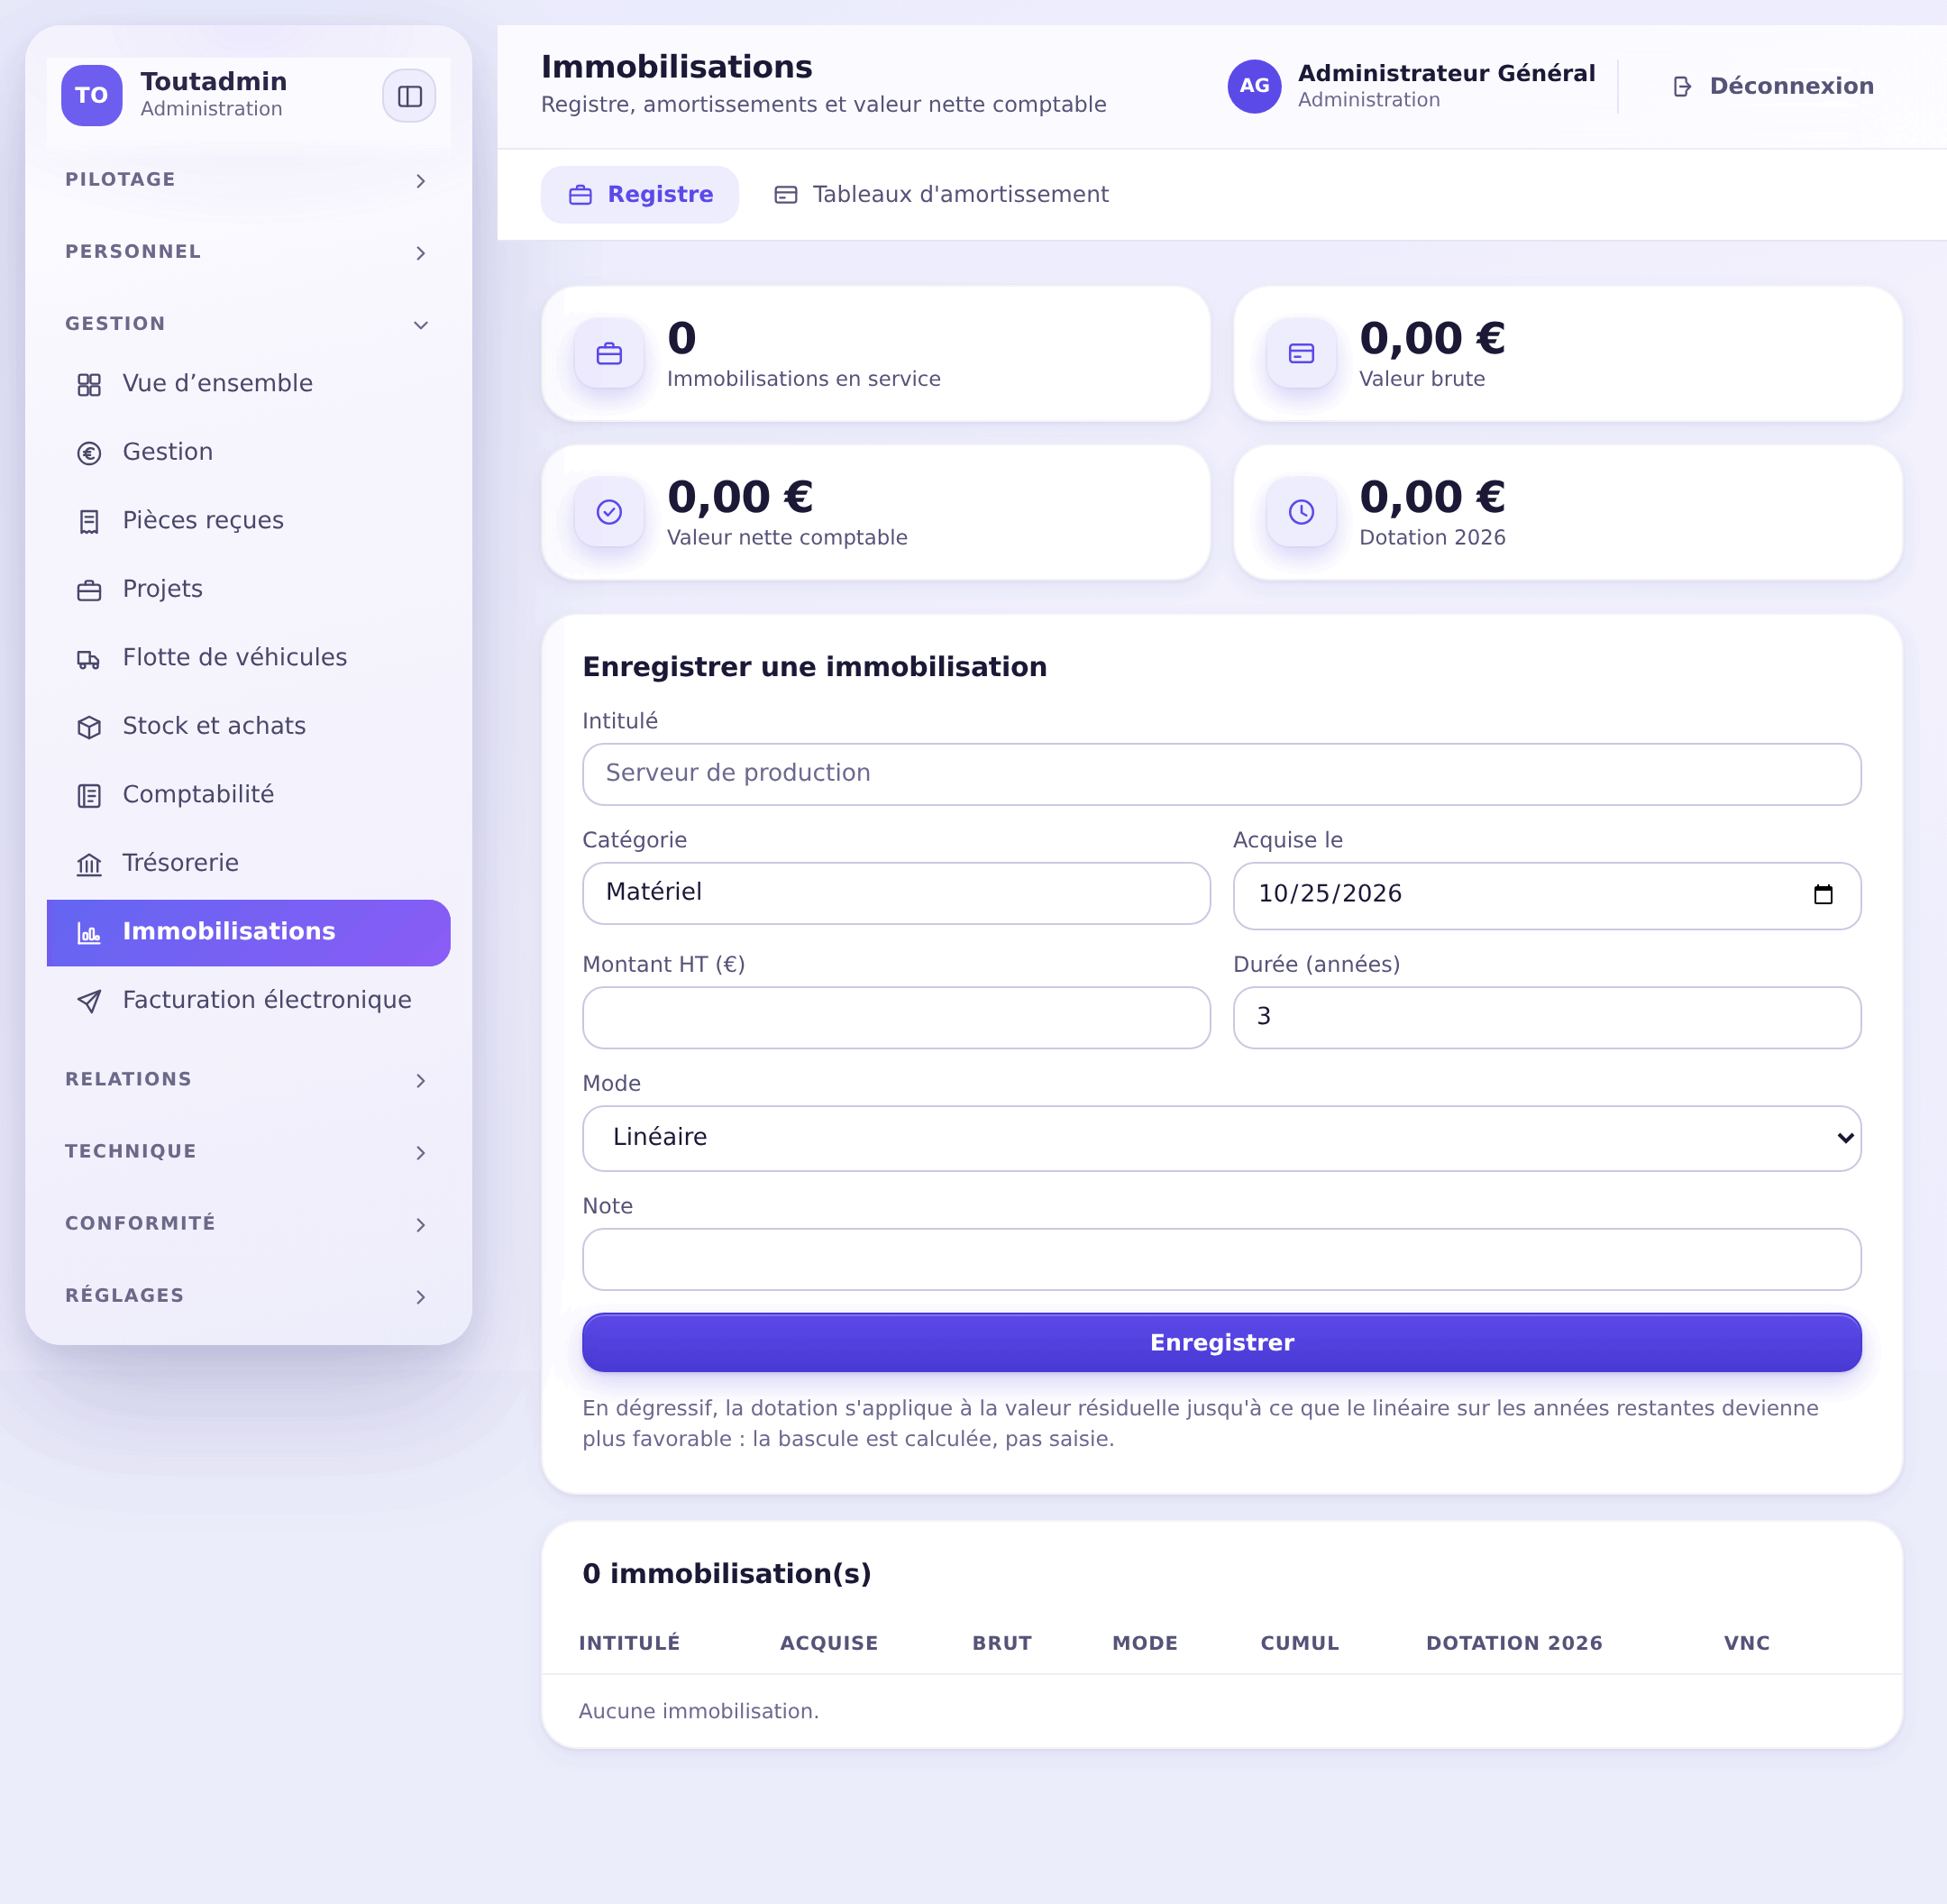 TO
Toutadmin
Administration
PILOTAGE
PERSONNEL
GESTION
Vue d’ensemble
Gestion
Pièces reçues
Projets
Flotte de véhicules
Stock et achats
Comptabilité
Trésorerie
Immobilisations
Facturation électronique
RELATIONS
TECHNIQUE
CONFORMITÉ
RÉGLAGES
Immobilisations
Registre, amortissements et valeur nette comptable
AG
Administrateur Général
Administration
Déconnexion
Registre
Tableaux d'amortissement
0
Immobilisations en service
0,00 €
Valeur brute
0,00 €
Valeur nette comptable
0,00 €
Dotation 2026
Enregistrer une immobilisation
Intitulé
Serveur de production
Catégorie
Acquise le
Matériel
10/25/2026
Montant HT (€)
Durée (années)
3
Mode
Linéaire
Note
Enregistrer
En dégressif, la dotation s'applique à la valeur résiduelle jusqu'à ce que le linéaire sur les années restantes devienne
plus favorable : la bascule est calculée, pas saisie.
0 immobilisation(s)
INTITULÉ ACQUISE BRUT MODE CUMUL DOTATION 2026 VNC
Aucune immobilisation.